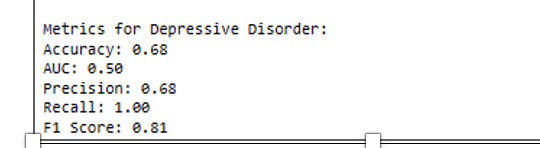 Metrics for Depressive Disorder:
Accuracy: 0.68
AUC: 0.50
Precision: 0.68
Recall: 1.00
F1 Score: 0.81